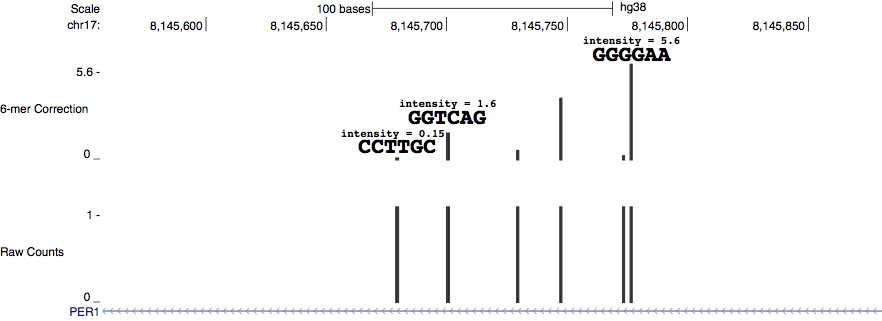 Scale 100 bases hg38
chr17: 8,145,600 8,145,650 8,145,700 8,145,750 8,145,800 8,145,850
intensity = 5.6
GGGGAA
5.6 -
intensity = 1.6
6-mer Correction
GGTCAG
intensity = 0.15
CCTTGC
0 _
1 -
Raw Counts
0 _
PER1